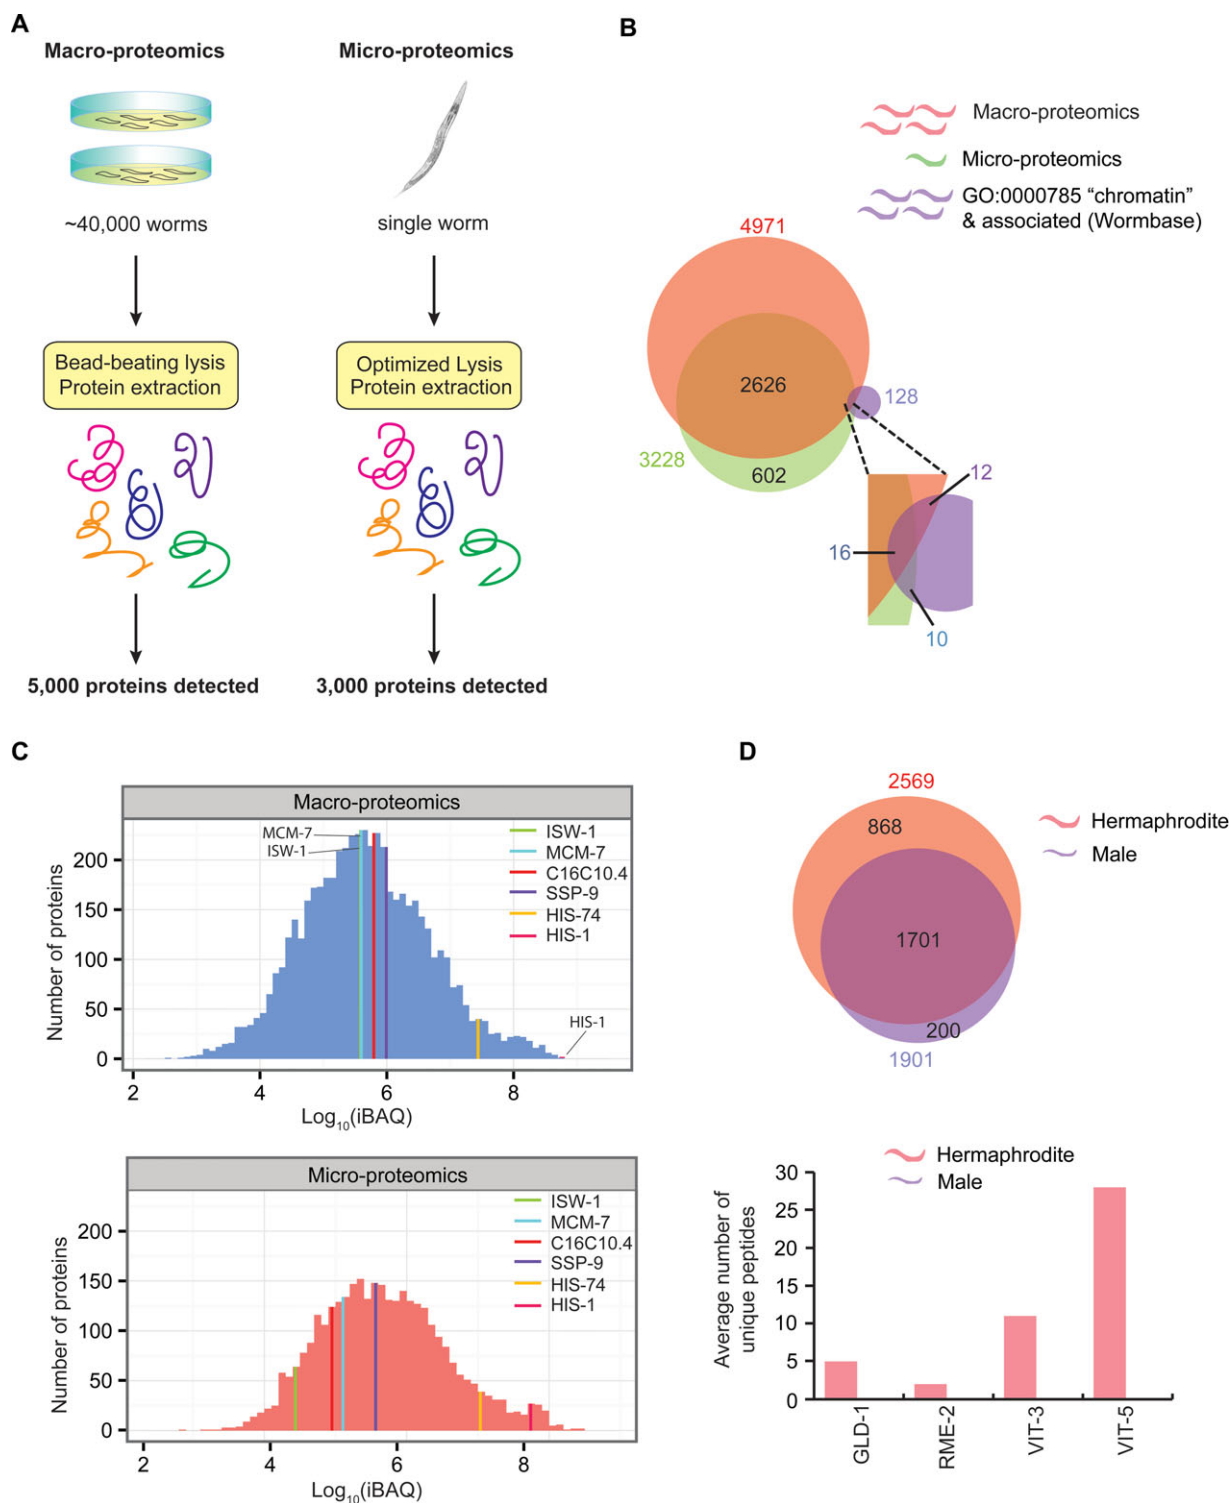 A
Macro-proteomics
Micro-proteomics
~40,000 worms
single worm
Bead-beating lysis
Protein extraction
Optimized Lysis
Protein extraction
5,000 proteins detected
3,000 proteins detected
B
Macro-proteomics
Micro-proteomics
GO:0000785 “chromatin”
& associated (Wormbase)
4971
2626
128
3228
602
12
16
10
C
Macro-proteomics
MCM-7
ISW-1
ISW-1
MCM-7
C16C10.4
SSP-9
HIS-74
HIS-1
HIS-1
Number of proteins
200
150
100
50
0
2
4
6
8
Log10(iBAQ)
Micro-proteomics
ISW-1
MCM-7
C16C10.4
SSP-9
HIS-74
HIS-1
Number of proteins
200
150
100
50
0
2
4
6
8
Log10(iBAQ)
D
2569
868
Hermaphrodite
Male
1701
200
1901
Hermaphrodite
Male
Average number of
unique peptides
30
25
20
15
10
5
0
GLD-1
RME-2
VIT-3
VIT-5